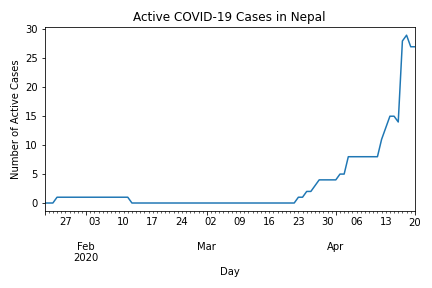 Active COVID-19 Cases in Nepal
30
25
20
15
10
5
0
Number of Active Cases
27 03 10 17 24 02 09 16 23 30 06 13 20
Feb Mar Apr
2020
Day